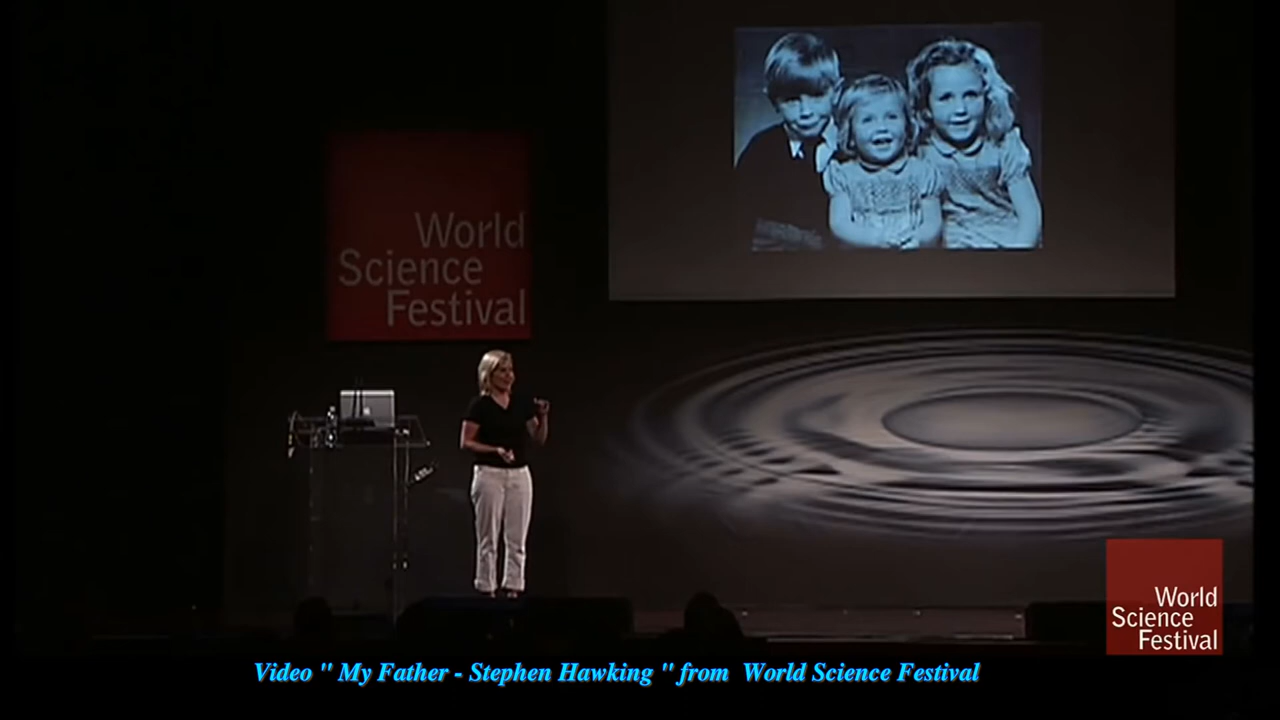 World
Science
Festival
World
Science
Festival
Video " My Father - Stephen Hawking " from World Science Festival